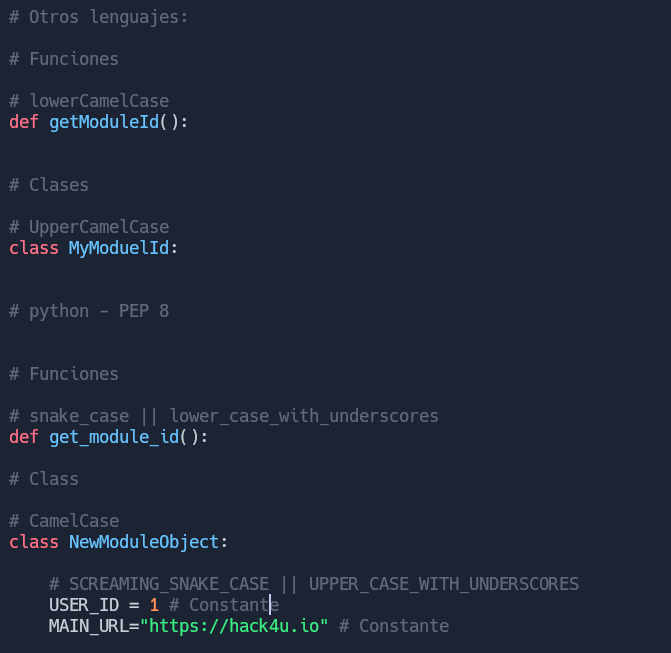 # Otros lenguajes:
# Funciones
# lowerCamelCase
def getModuleId():
# Clases
# UpperCamelCase
class MyModuelId:
# python - PEP 8
# Funciones
# snake_case || lower_case_with_underscores
def get_module_id():
# Class
# CamelCase
class NewModuleObject:
# SCREAMING_SNAKE_CASE || UPPER_CASE_WITH_UNDERSCORES
USER_ID = 1 # Constante
MAIN_URL="https://hack4u.io" # Constante